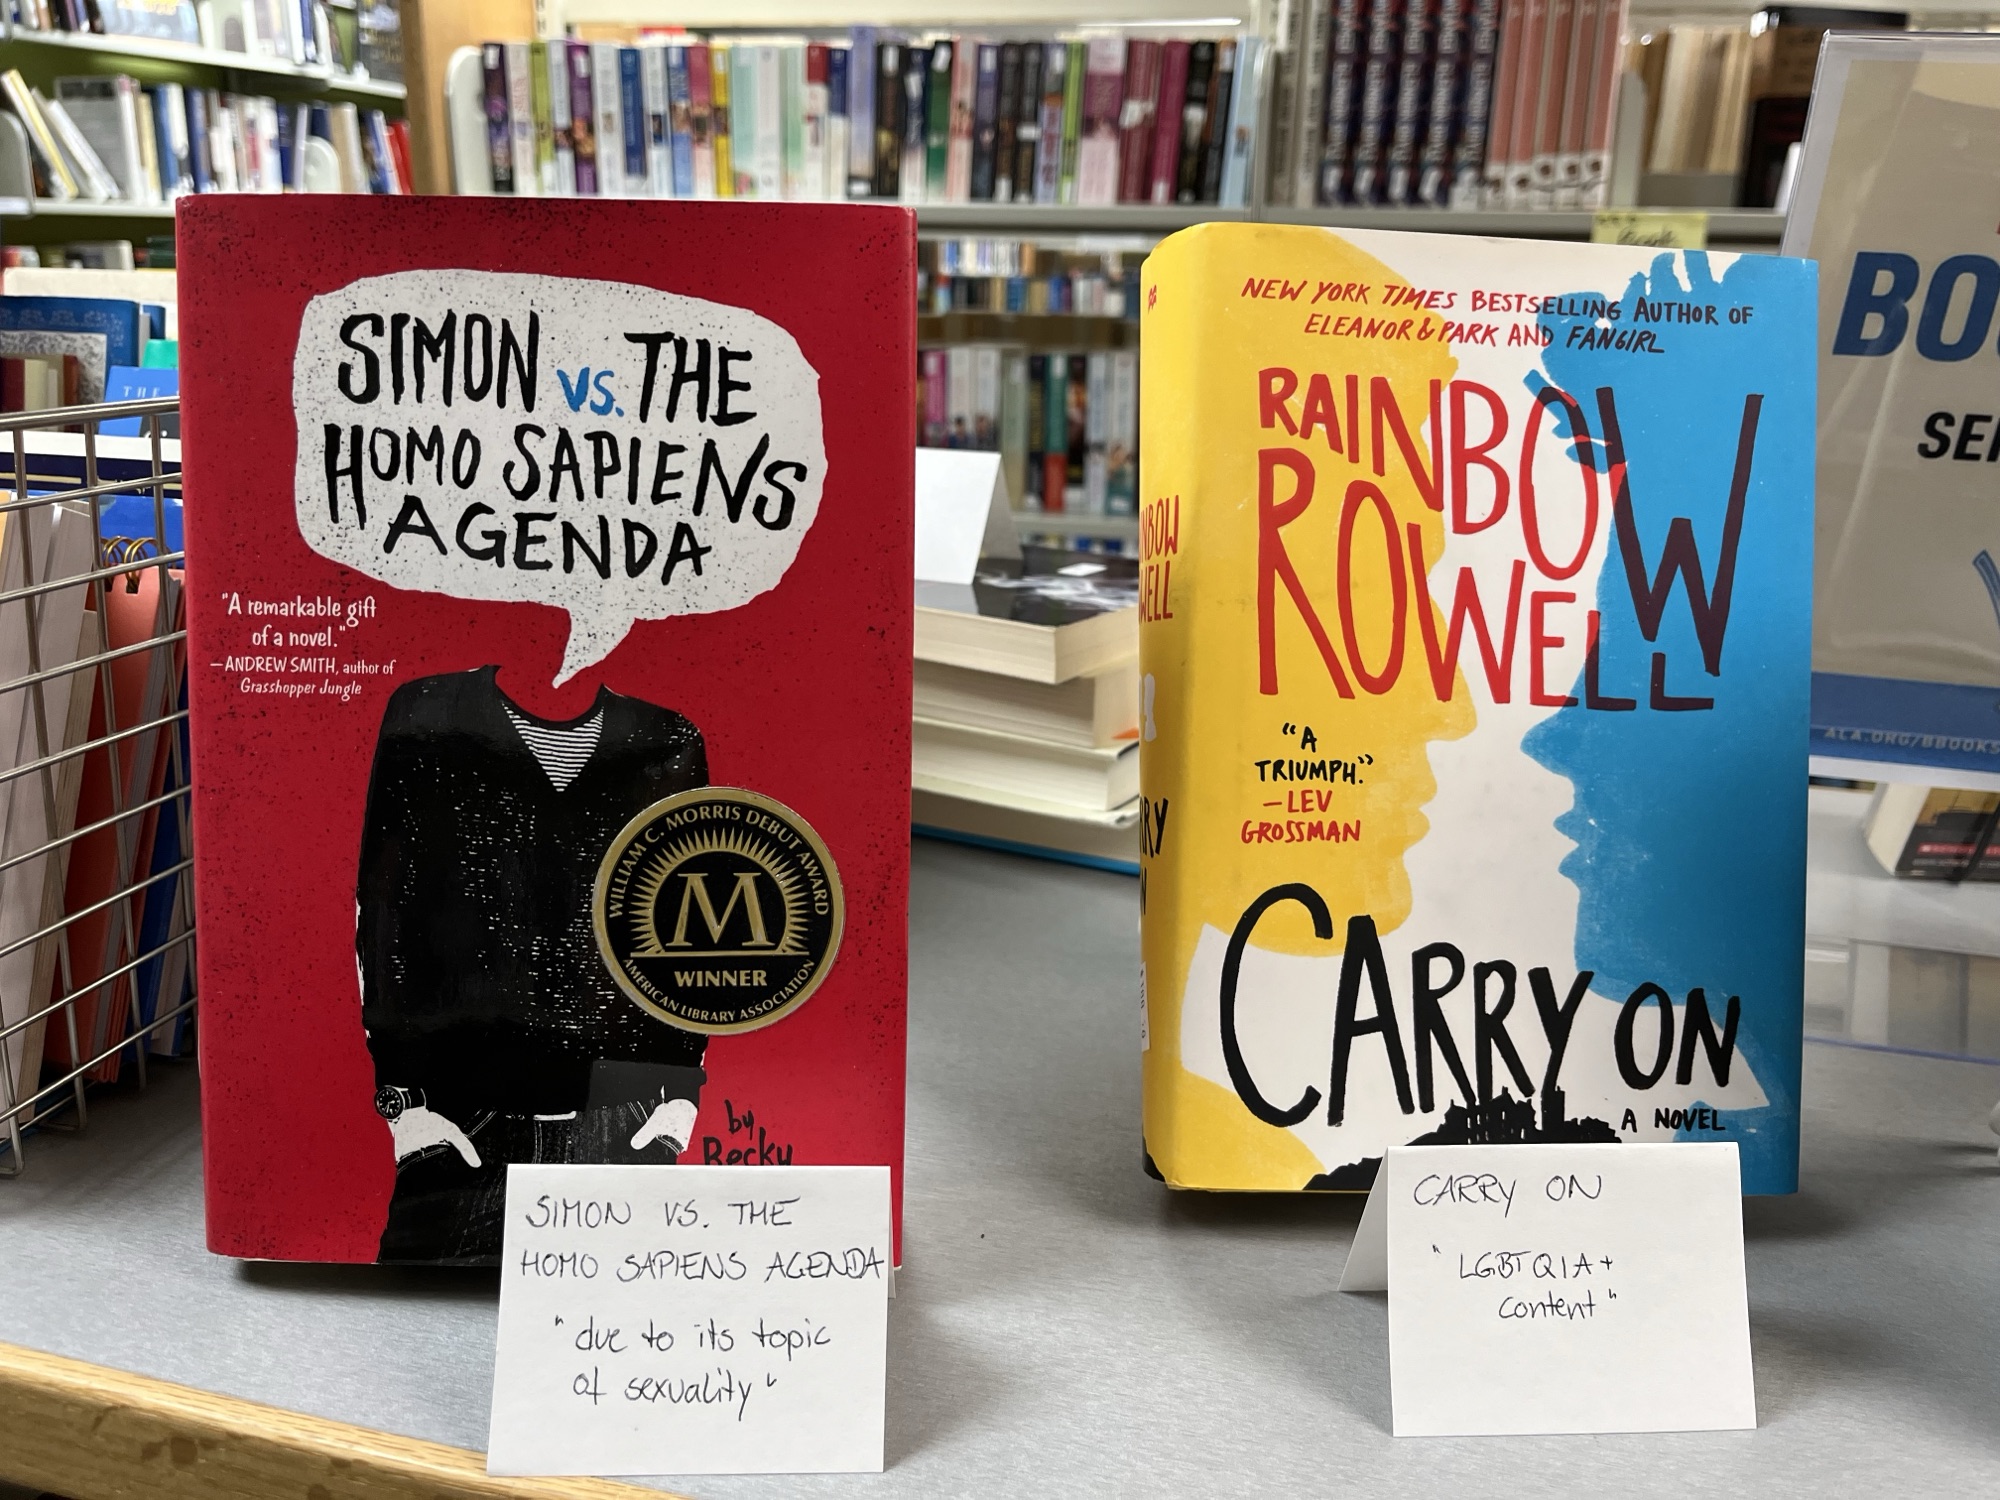 SIMON VS. THE
HOMO SAPIENS
AGENDA
"A remarkable gift
of a novel."
—ANDREW SMITH, author of
Grasshopper Jungle
WILLIAM C. MORRIS DEBUT AWARD
M
WINNER
AMERICAN LIBRARY ASSOCIATION
by
Becky
SIMON VS. THE
HOMO SAPIENS AGENDA
"due to its topic
of sexuality"
NEW YORK TIMES BESTSELLING AUTHOR OF
ELEANOR & PARK AND FANGIRL
RAINBOW
ROWELL
"A
TRIUMPH."
—LEV
GROSSMAN
CARRY ON
A NOVEL
CARRY ON
"LGBTQIA+
content"
ALA.ORG/BBOOKS